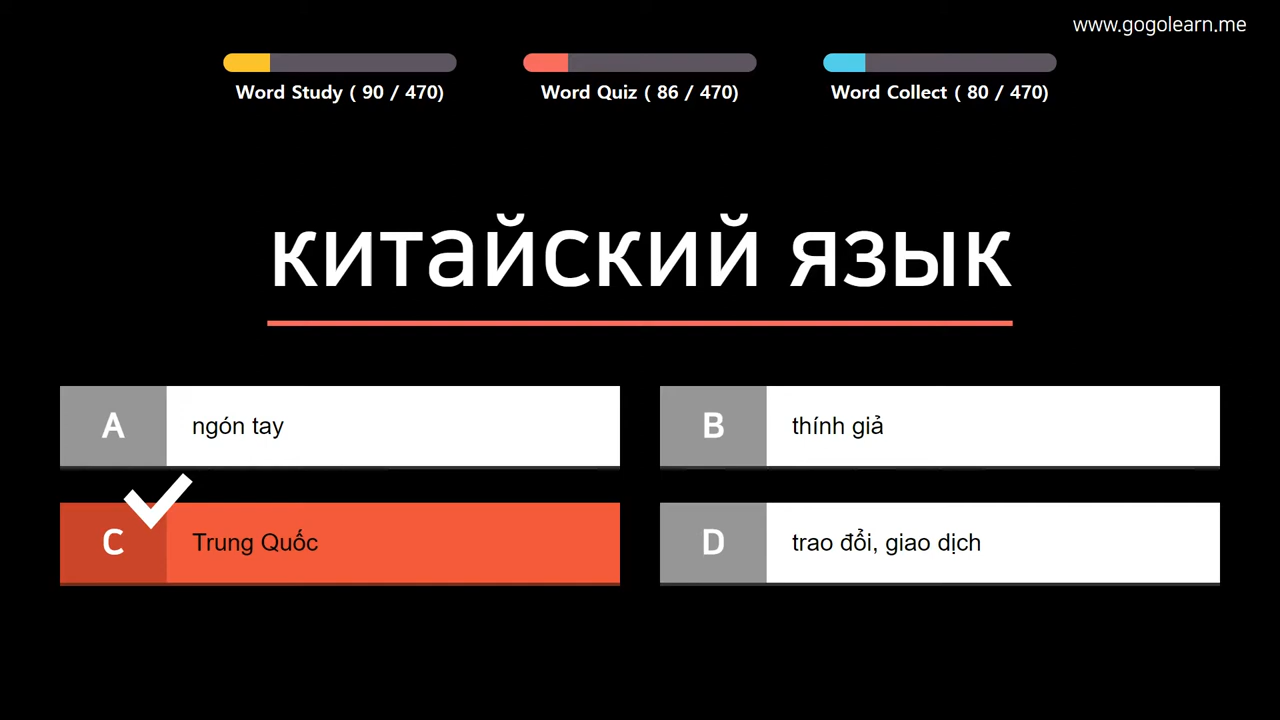 www.gogolearn.me
Word Study ( 90 / 470)
Word Quiz ( 86 / 470)
Word Collect ( 80 / 470)
китайский язык
A ngón tay
B thính giả
C Trung Quốc
D trao đổi, giao dịch